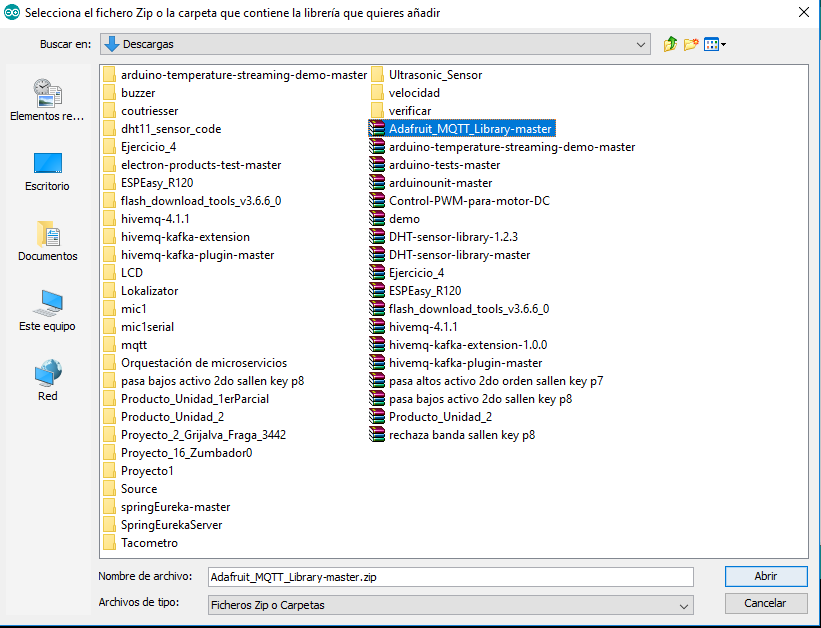 Selecciona el fichero Zip o la carpeta que contiene la librería que quieres añadir
Buscar en:
Descargas
Elementos re...
Escritorio
Documentos
Este equipo
Red
arduino-temperature-streaming-demo-master
buzzer
coutriesser
dht11_sensor_code
Ejercicio_4
electron-products-test-master
ESPEasy_R120
flash_download_tools_v3.6.6_0
hivemq-4.1.1
hivemq-kafka-extension
hivemq-kafka-plugin-master
LCD
Lokalizator
mic1
mic1serial
mqtt
Orquestación de microservicios
pasa bajos activo 2do sallen key p8
Producto_Unidad_1erParcial
Producto_Unidad_2
Proyecto_2_Grijalva_Fraga_3442
Proyecto_16_Zumbador0
Proyecto1
Source
springEureka-master
SpringEurekaServer
Tacometro
Ultrasonic_Sensor
velocidad
verificar
Adafruit_MQTT_Library-master
arduino-temperature-streaming-demo-master
arduino-tests-master
arduinounit-master
Control-PWM-para-motor-DC
demo
DHT-sensor-library-1.2.3
DHT-sensor-library-master
Ejercicio_4
ESPEasy_R120
flash_download_tools_v3.6.6_0
hivemq-4.1.1
hivemq-kafka-extension-1.0.0
hivemq-kafka-plugin-master
pasa altos activo 2do orden sallen key p7
pasa bajos activo 2do sallen key p8
Producto_Unidad_2
rechaza banda sallen key p8
Nombre de archivo:
Adafruit_MQTT_Library-master.zip
Abrir
Archivos de tipo:
Ficheros Zip o Carpetas
Cancelar